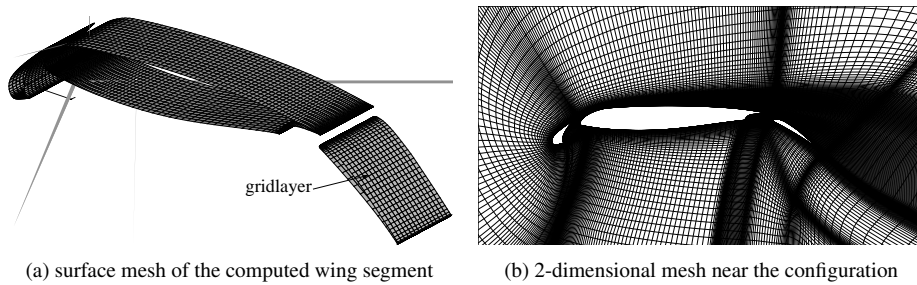 gridlayer
(a) surface mesh of the computed wing segment
(b) 2-dimensional mesh near the configuration